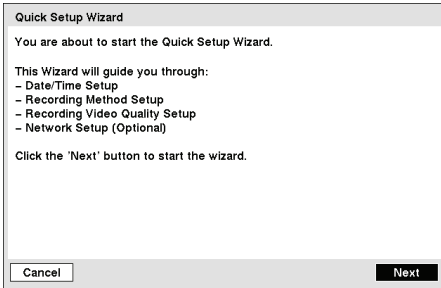 Quick Setup Wizard
You are about to start the Quick Setup Wizard.
This Wizard will guide you through:
– Date/Time Setup
– Recording Method Setup
– Recording Video Quality Setup
– Network Setup (Optional)
Click the 'Next' button to start the wizard.
Cancel
Next